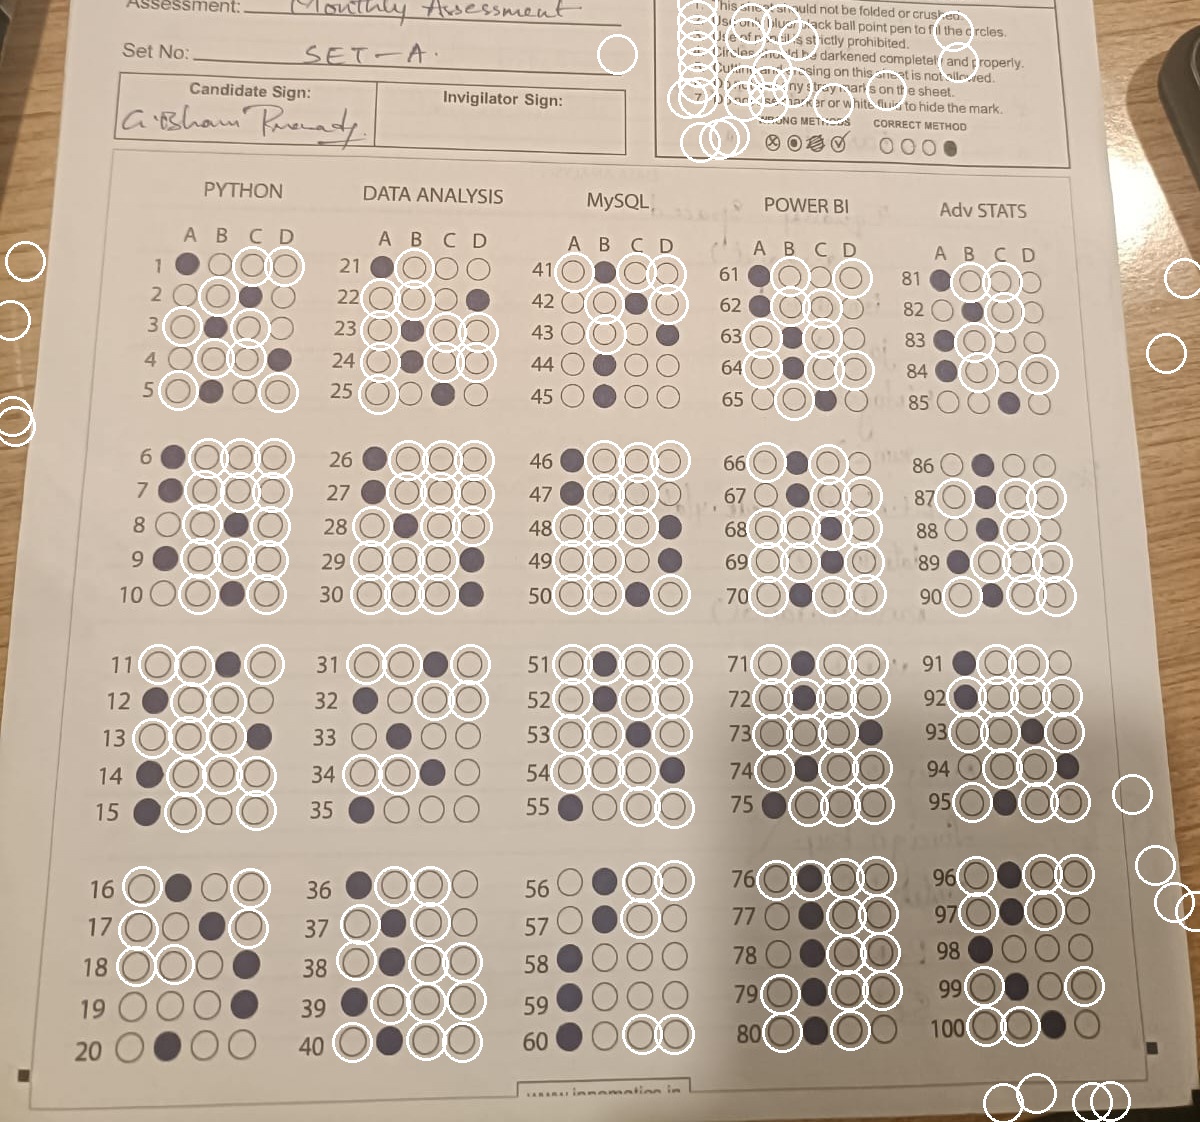 Assessment: Monthly Assessment
Set No: SET-A.
Candidate Sign:
Invigilator Sign:
1. This sheet should not be folded or crushed.
2. Use only blue/black ball point pen to fill the circles.
3. Use of pencil is strictly prohibited.
4. Circles should be darkened completely and properly.
5. Cutting and erasing on this sheet is not allowed.
6. Do not use any stray marks on the sheet.
7. Do not use marker or white fluid to hide the mark.
WRONG METHODS CORRECT METHOD
PYTHON DATA ANALYSIS MySQL POWER BI Adv STATS
A B C D A B C D A B C D A B C D A B C D
1 21 41 61 81
2 22 42 62 82
3 23 43 63 83
4 24 44 64 84
5 25 45 65 85
6 26 46 66 86
7 27 47 67 87
8 28 48 68 88
9 29 49 69 89
10 30 50 70 90
11 31 51 71 91
12 32 52 72 92
13 33 53 73 93
14 34 54 74 94
15 35 55 75 95
16 36 56 76 96
17 37 57 77 97
18 38 58 78 98
19 39 59 79 99
20 40 60 80 100